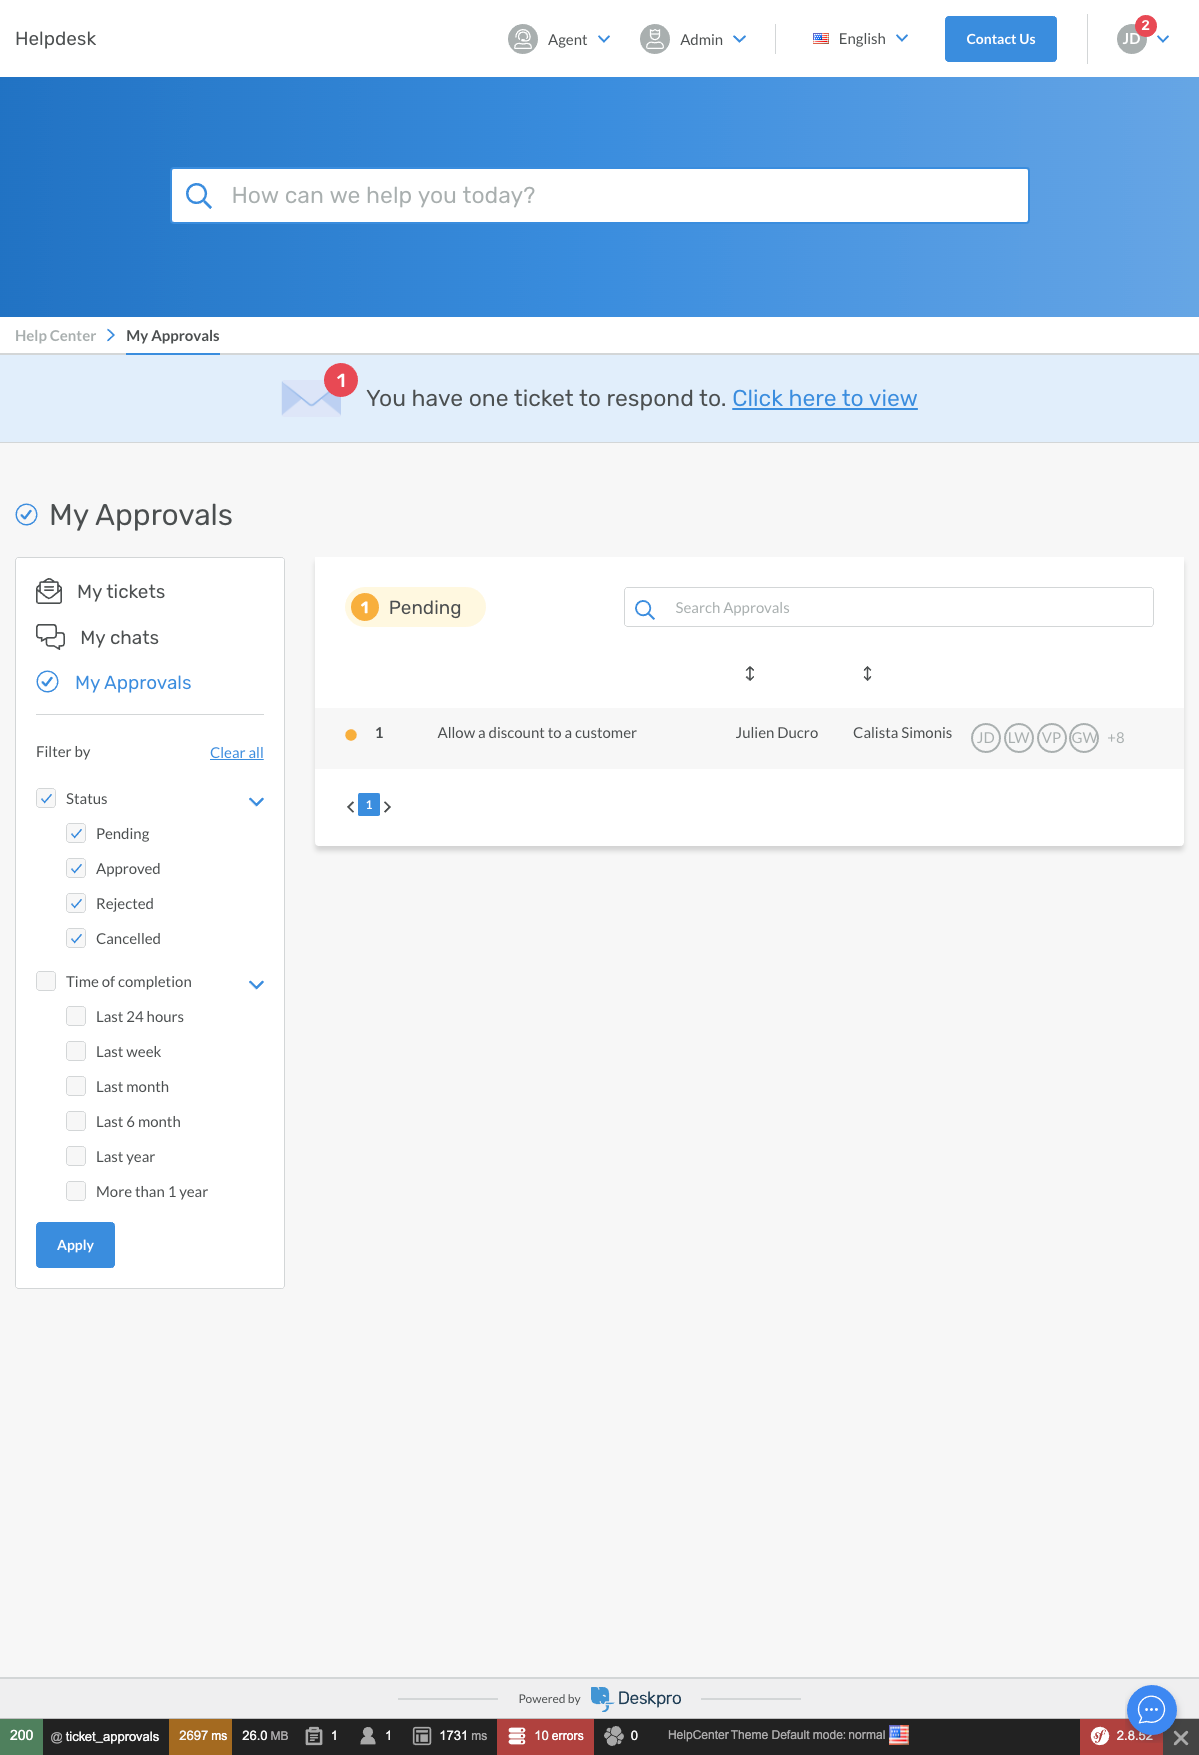 Helpdesk
Agent
Admin
English
Contact Us
JD
2
How can we help you today?
Help Center
My Approvals
1
You have one ticket to respond to. Click here to view
My Approvals
My tickets
My chats
My Approvals
Filter by
Clear all
Status
Pending
Approved
Rejected
Cancelled
Time of completion
Last 24 hours
Last week
Last month
Last 6 month
Last year
More than 1 year
Apply
1 Pending
Search Approvals
1 Allow a discount to a customer Julien Ducro Calista Simonis JD LW VP GW +8
1
Powered by Deskpro
200 @ ticket_approvals 2697 ms 26.0 MB 1 1 1731 ms 10 errors 0 HelpCenter Theme Default mode: normal sf 2.8.52